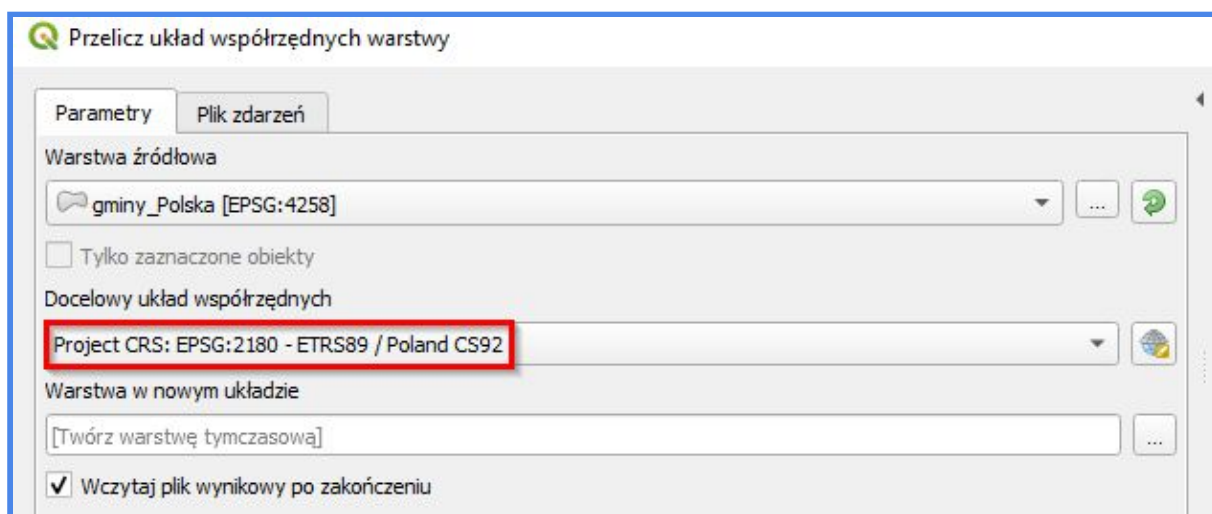 Przelicz układ współrzędnych warstwy
Parametry Plik zdarzeń
Warstwa źródłowa
gminy_Polska [EPSG:4258]
...
Tylko zaznaczone obiekty
Docelowy układ współrzędnych
Project CRS: EPSG:2180 - ETRS89 / Poland CS92
Warstwa w nowym układzie
[Twórz warstwę tymczasową]
...
Wczytaj plik wynikowy po zakończeniu